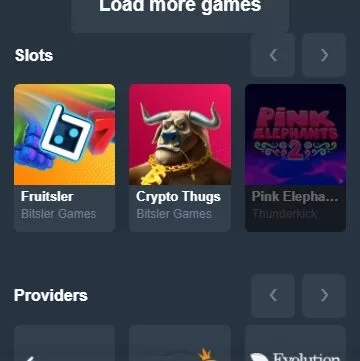 Load more games
Slots
PINK
ELEPHANTS
2
Fruitsler
Crypto Thugs
Pink Elepha...
Bitsler Games
Bitsler Games
Thunderkick
Providers
Evolution